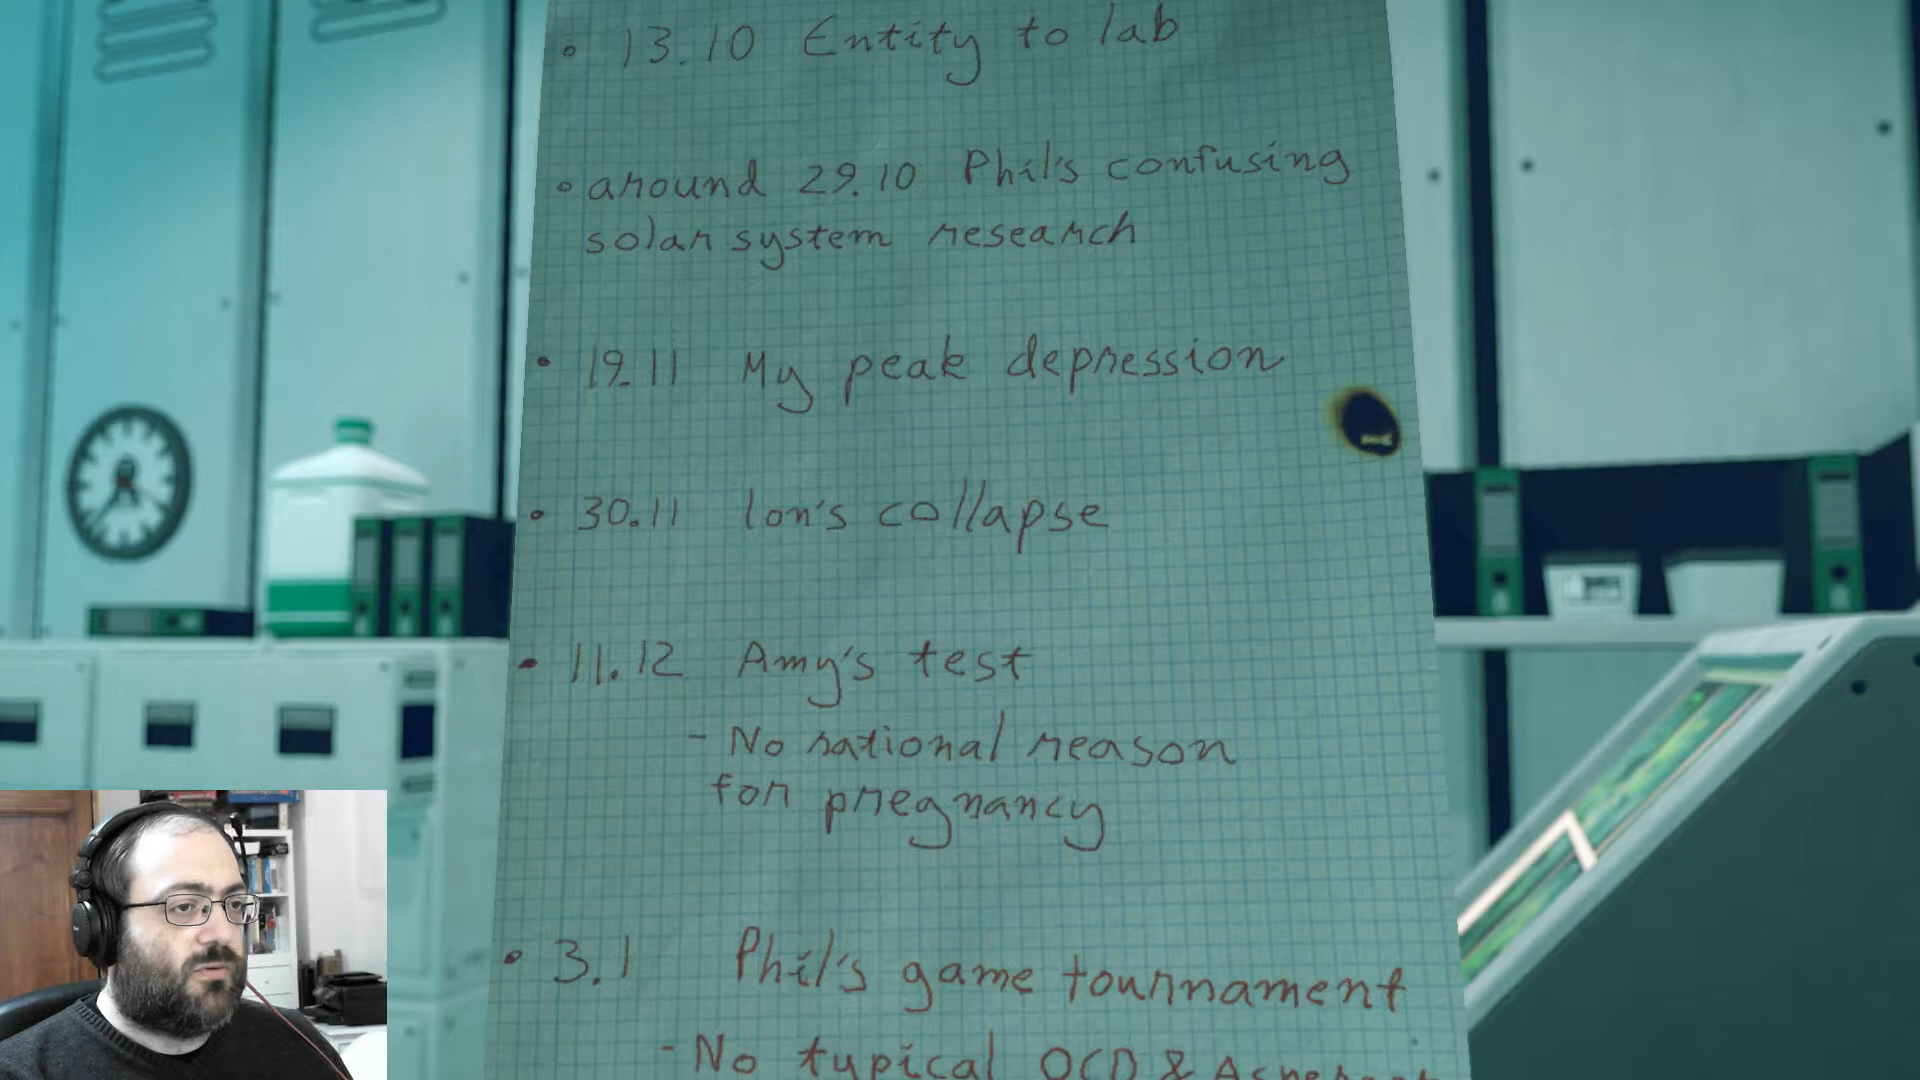 • 13.10 Entity to lab
• around 29.10 Phil's confusing
solar system research
• 19.11 My peak depression
• 30.11 Ion's collapse
• 11.12 Amy's test
- No rational reason
for pregnancy
• 3.1 Phil's game tournament
- No typical OCD &